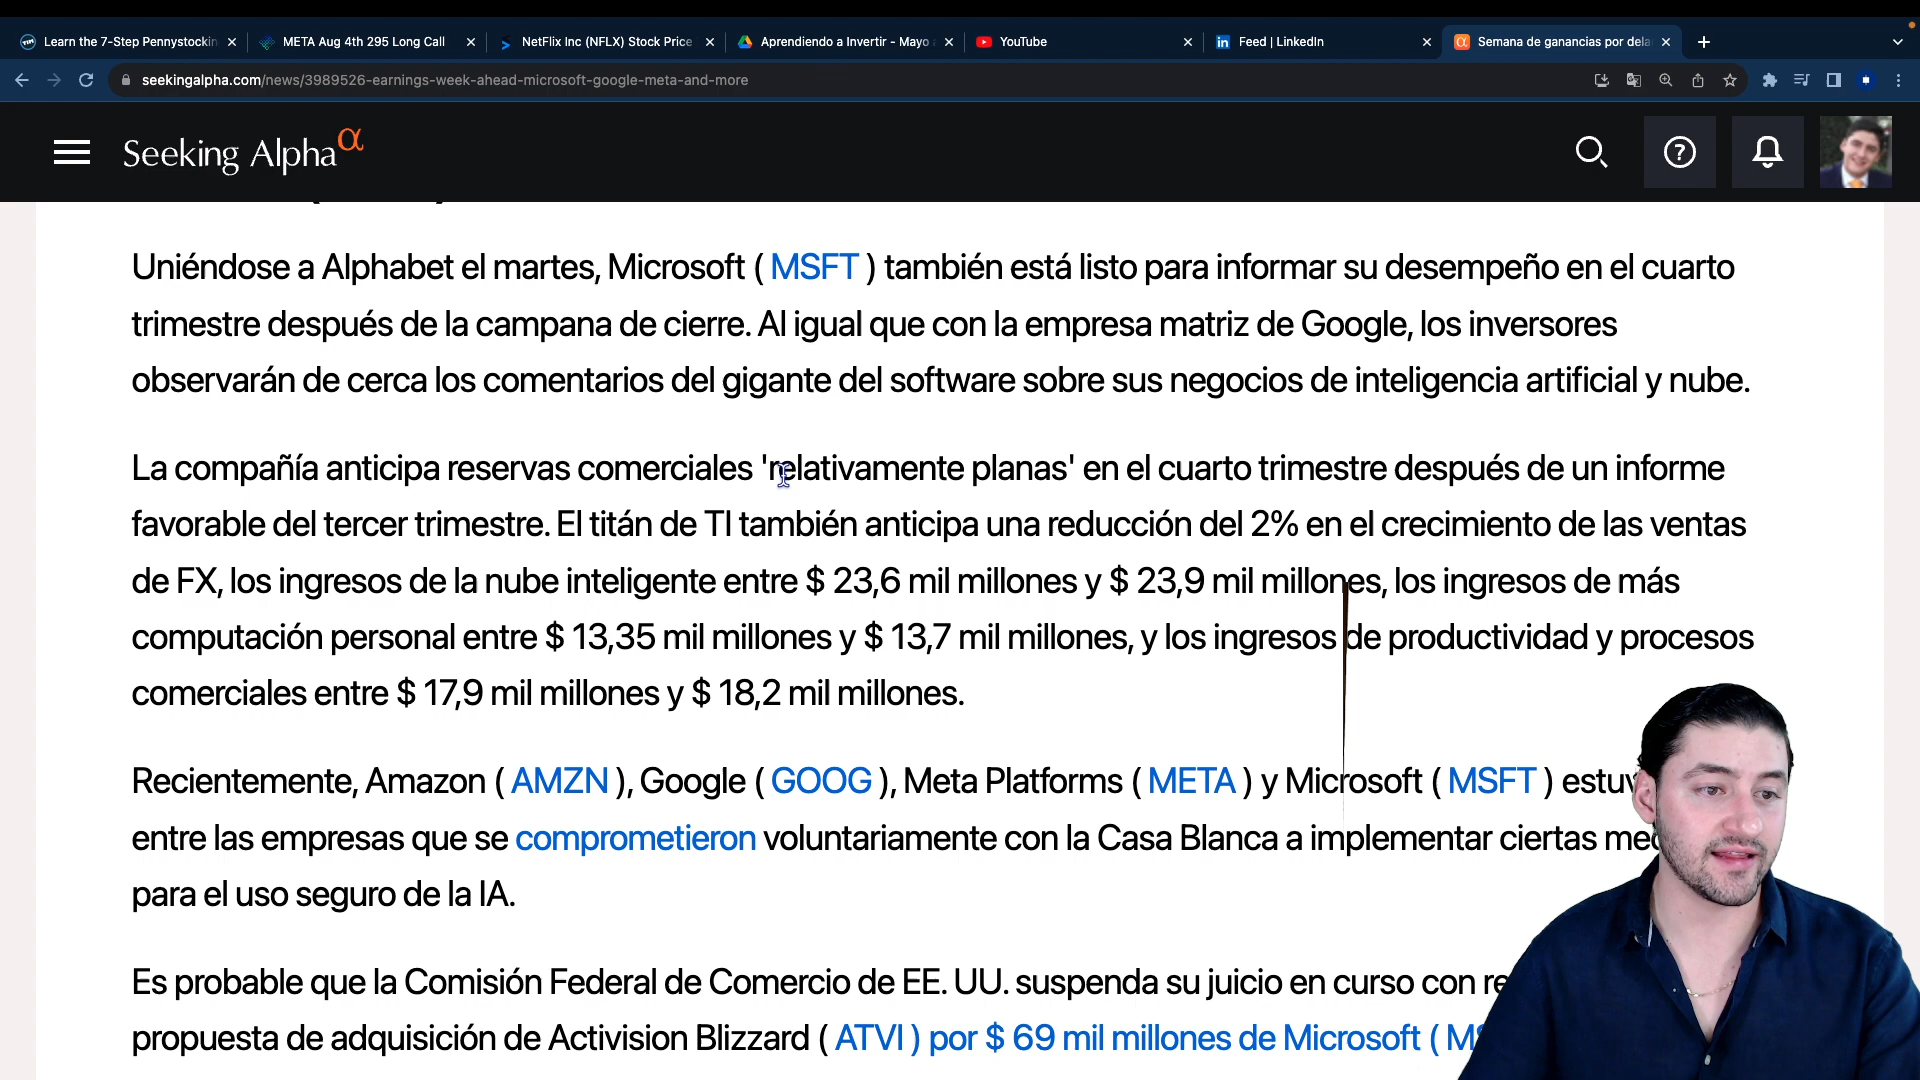 Learn the 7-Step Pennystockin
META Aug 4th 295 Long Call
NetFlix Inc (NFLX) Stock Price
Aprendiendo a Invertir - Mayo
YouTube
Feed | LinkedIn
Semana de ganancias por dela
seekingalpha.com/news/3989526-earnings-week-ahead-microsoft-google-meta-and-more
Seeking Alpha α
Uniéndose a Alphabet el martes, Microsoft ( MSFT ) también está listo para informar su desempeño en el cuarto
trimestre después de la campana de cierre. Al igual que con la empresa matriz de Google, los inversores
observarán de cerca los comentarios del gigante del software sobre sus negocios de inteligencia artificial y nube.
La compañía anticipa reservas comerciales 'relativamente planas' en el cuarto trimestre después de un informe
favorable del tercer trimestre. El titán de TI también anticipa una reducción del 2% en el crecimiento de las ventas
de FX, los ingresos de la nube inteligente entre $ 23,6 mil millones y $ 23,9 mil millones, los ingresos de más
computación personal entre $ 13,35 mil millones y $ 13,7 mil millones, y los ingresos de productividad y procesos
comerciales entre $ 17,9 mil millones y $ 18,2 mil millones.
Recientemente, Amazon ( AMZN ), Google ( GOOG ), Meta Platforms ( META ) y Microsoft ( MSFT ) estuv
entre las empresas que se comprometieron voluntariamente con la Casa Blanca a implementar ciertas med
para el uso seguro de la IA.
Es probable que la Comisión Federal de Comercio de EE. UU. suspenda su juicio en curso con re
propuesta de adquisición de Activision Blizzard ( ATVI ) por $ 69 mil millones de Microsoft ( MS